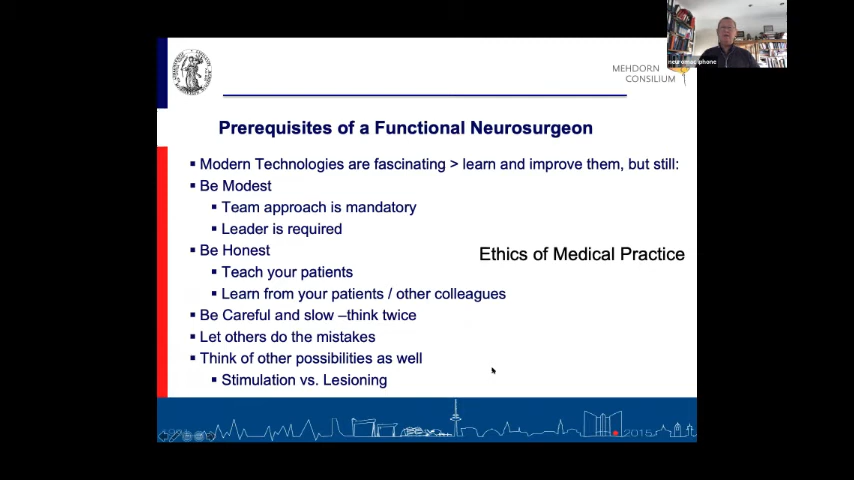 neuromac iphone
MEHDORN
CONSILIUM
Prerequisites of a Functional Neurosurgeon
▪ Modern Technologies are fascinating > learn and improve them, but still:
▪ Be Modest
▪ Team approach is mandatory
▪ Leader is required
▪ Be Honest
Ethics of Medical Practice
▪ Teach your patients
▪ Learn from your patients / other colleagues
▪ Be Careful and slow –think twice
▪ Let others do the mistakes
▪ Think of other possibilities as well
▪ Stimulation vs. Lesioning
2015